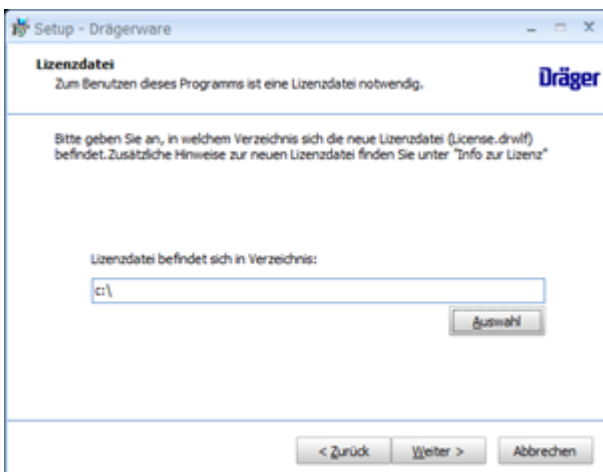 Setup - Drägerware
Lizenzdatei
Zum Benutzen dieses Programms ist eine Lizenzdatei notwendig.
Dräger
Bitte geben Sie an, in welchem Verzeichnis sich die neue Lizenzdatei (License.drwlf)
befindet.Zusätzliche Hinweise zur neuen Lizenzdatei finden Sie unter "Info zur Lizenz"
Lizenzdatei befindet sich in Verzeichnis:
c:\
Auswahl
< Zurück
Weiter >
Abbrechen